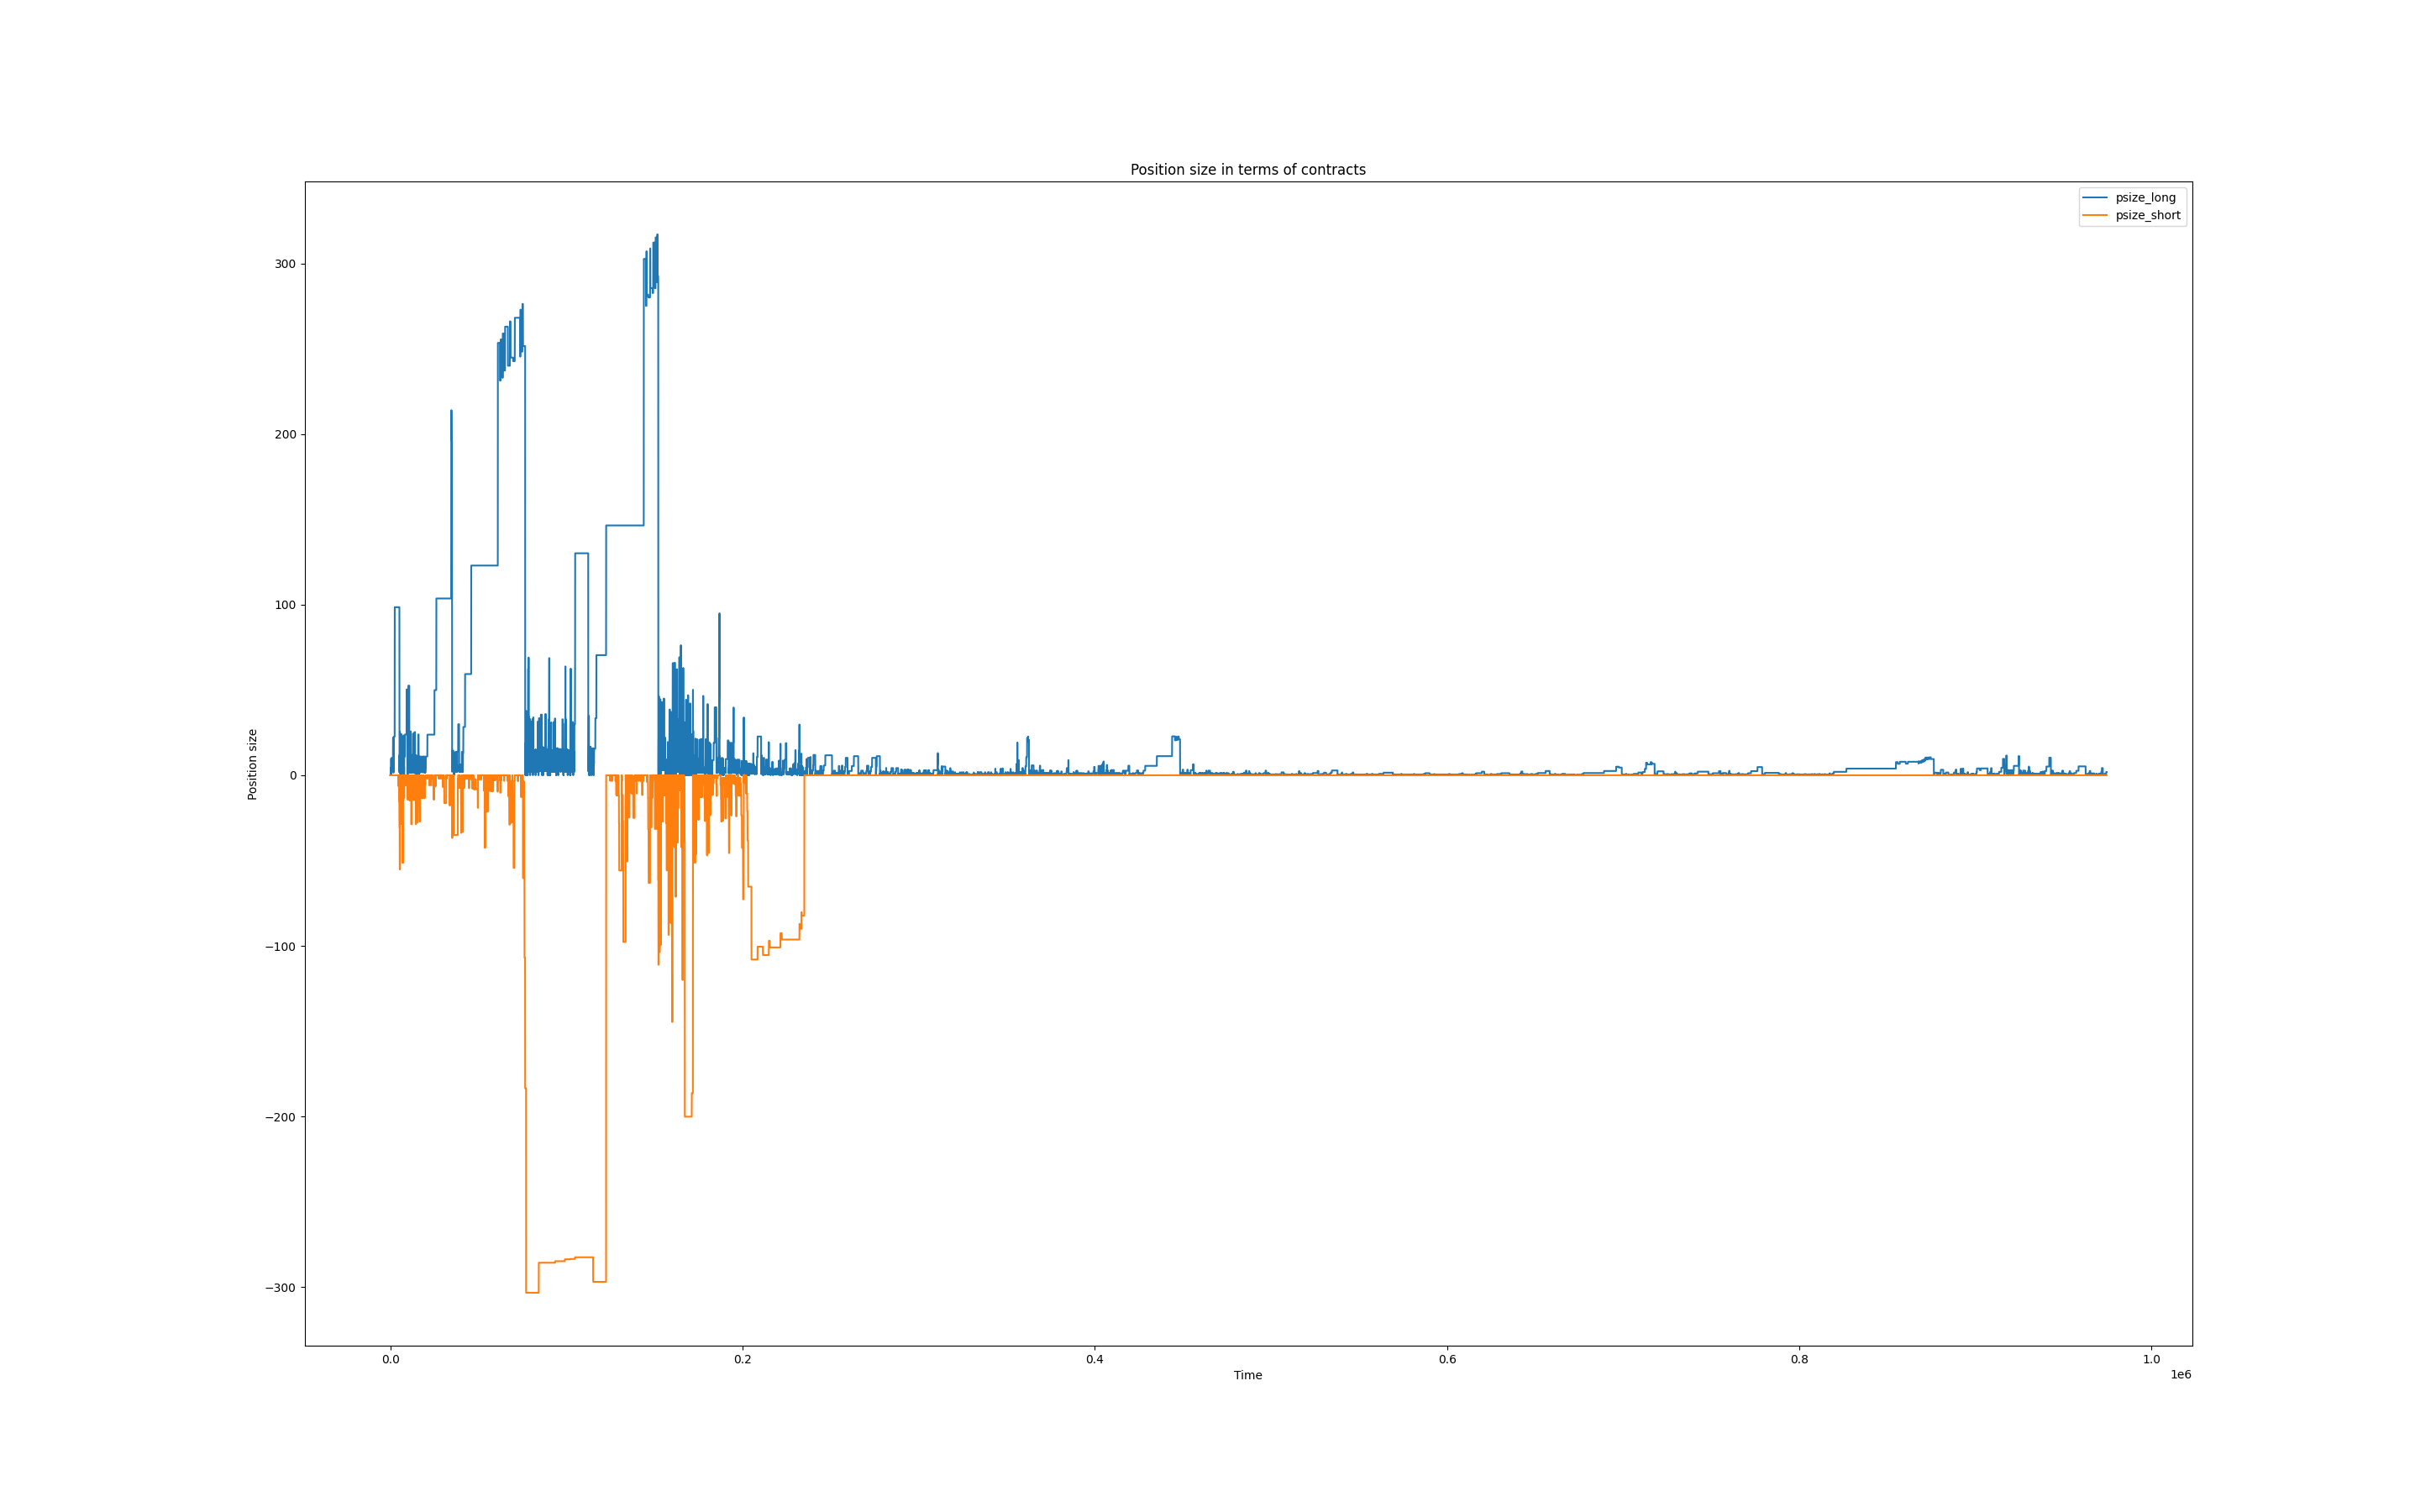 Position size in terms of contracts
psize_long
psize_short
Position size
300
200
100
0
−100
−200
−300
0.0
0.2
0.4
0.6
0.8
1.0
Time
1e6